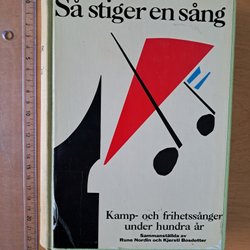 Så stiger en sång
Kamp- och frihetssånger
under hundra år
Sammanställda av
Rune Nordin och Kjersti Bosdotter